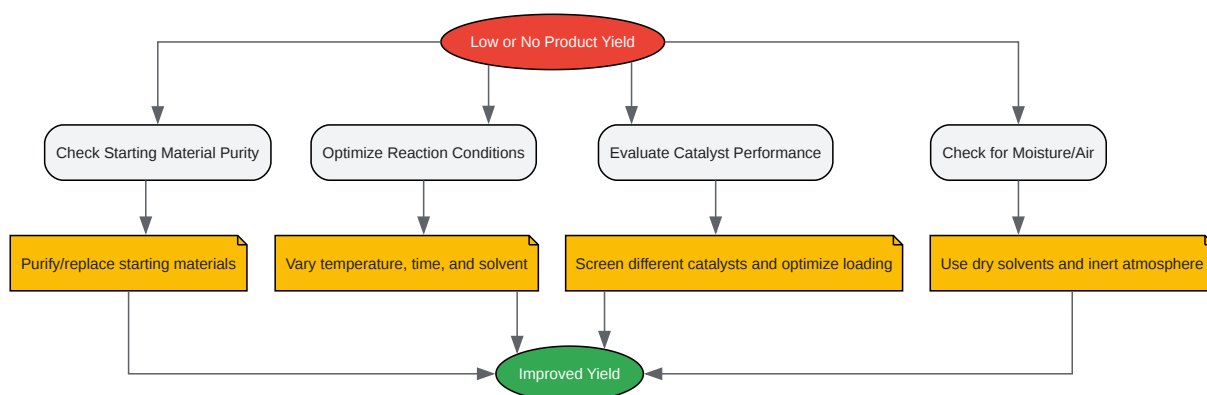 Low or No Product Yield
Check Starting Material Purity
Optimize Reaction Conditions
Evaluate Catalyst Performance
Check for Moisture/Air
Purify/replace starting materials
Vary temperature, time, and solvent
Screen different catalysts and optimize loading
Use dry solvents and inert atmosphere
Improved Yield